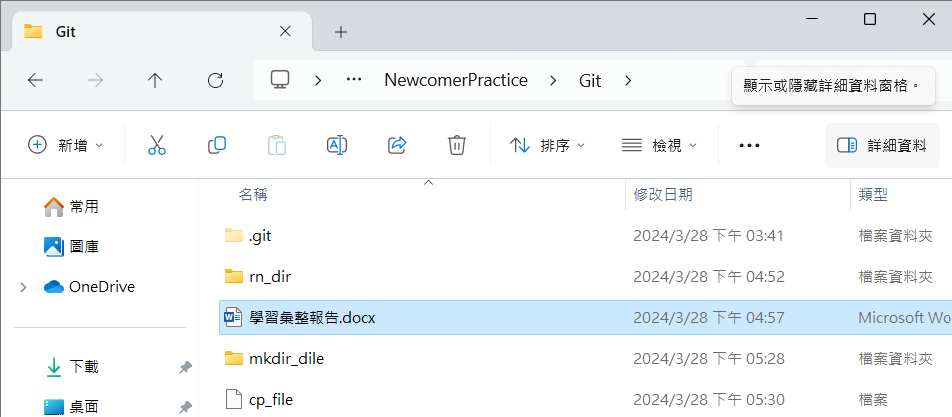 Git
NewcomerPractice Git
顯示或隱藏詳細資料窗格。
新增 排序 檢視 詳細資料
名稱 修改日期 類型
常用
圖庫
OneDrive
下載
桌面
.git 2024/3/28 下午 03:41 檔案資料夾
rn_dir 2024/3/28 下午 04:52 檔案資料夾
學習彙整報告.docx 2024/3/28 下午 04:57 Microsoft Wo
mkdir_dile 2024/3/28 下午 05:28 檔案資料夾
cp_file 2024/3/28 下午 05:30 檔案